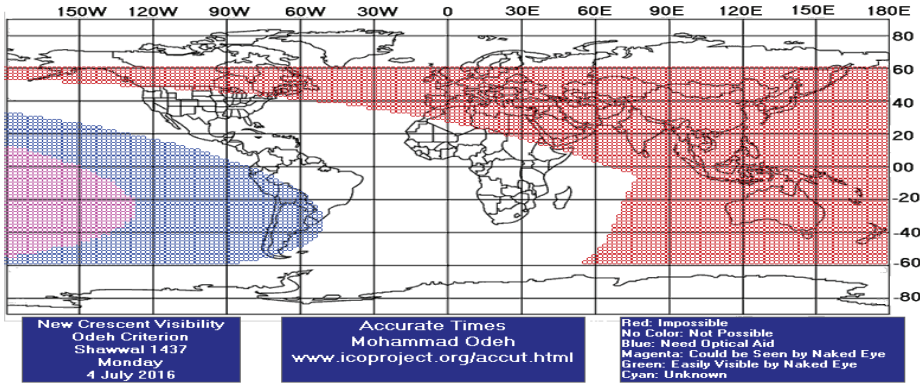 150W 120W 90W 60W 30W 0 30E 60E 90E 120E 150E 180E
80
60
40
20
00
-20
-40
-60
-80
New Crescent Visibility
Odeh Criterion
Shawwal 1437
Monday
4 July 2016
Accurate Times
Mohammad Odeh
www.icoproject.org/accut.html
Red: Impossible
No Color: Not Possible
Blue: Need Optical Aid
Magenta: Could be Seen by Naked Eye
Green: Easily Visible by Naked Eye
Cyan: Unknown